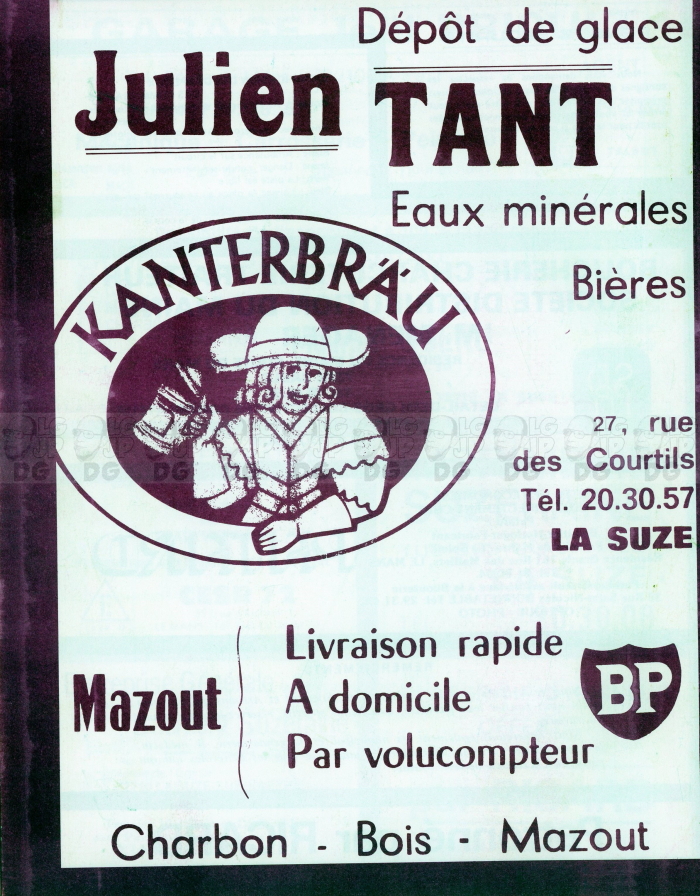 Dépôt de glace
Julien TANT
Eaux minérales
Bières
KANTERBRÄU
27, rue
des Courtils
Tél. 20.30.57
LA SUZE
Mazout
Livraison rapide
A domicile
Par volucompteur
BP
Charbon - Bois - Mazout